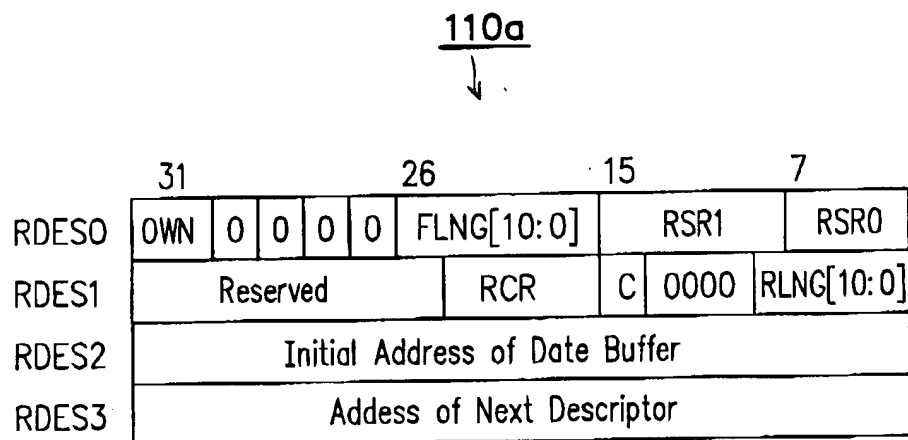 110a
31 26 15 7
RDES0 OWN 0 0 0 0 FLNG[10:0] RSR1 RSR0
RDES1 Reserved RCR C 0000 RLNG[10:0]
RDES2 Initial Address of Date Buffer
RDES3 Addess of Next Descriptor